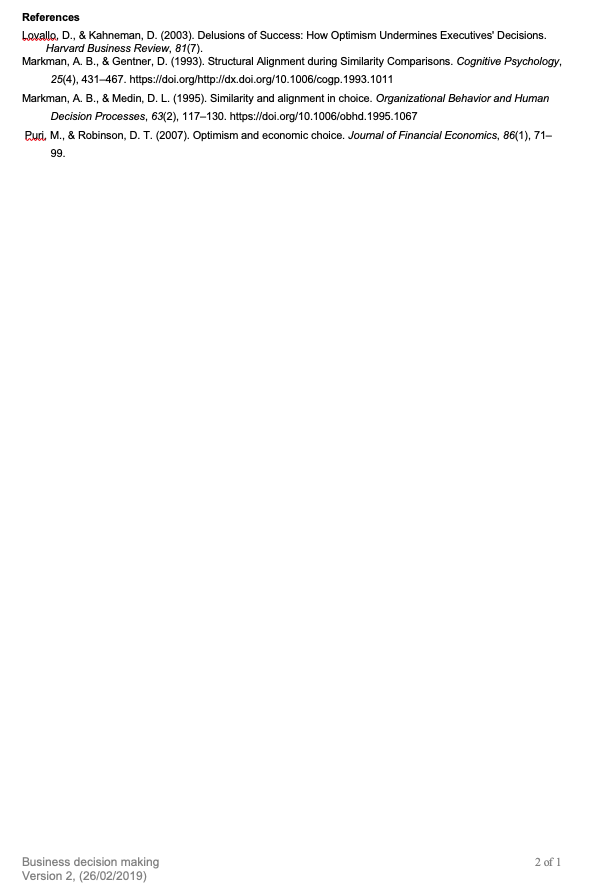 References
Lovallo, D., & Kahneman, D. (2003). Delusions of Success: How Optimism Undermines Executives' Decisions.
Harvard Business Review, 81(7).
Markman, A. B., & Gentner, D. (1993). Structural Alignment during Similarity Comparisons. Cognitive Psychology,
25(4), 431–467. https://doi.org/http://dx.doi.org/10.1006/cogp.1993.1011
Markman, A. B., & Medin, D. L. (1995). Similarity and alignment in choice. Organizational Behavior and Human
Decision Processes, 63(2), 117–130. https://doi.org/10.1006/obhd.1995.1067
Puri, M., & Robinson, D. T. (2007). Optimism and economic choice. Journal of Financial Economics, 86(1), 71–
99.
Business decision making
2 of 1
Version 2, (26/02/2019)